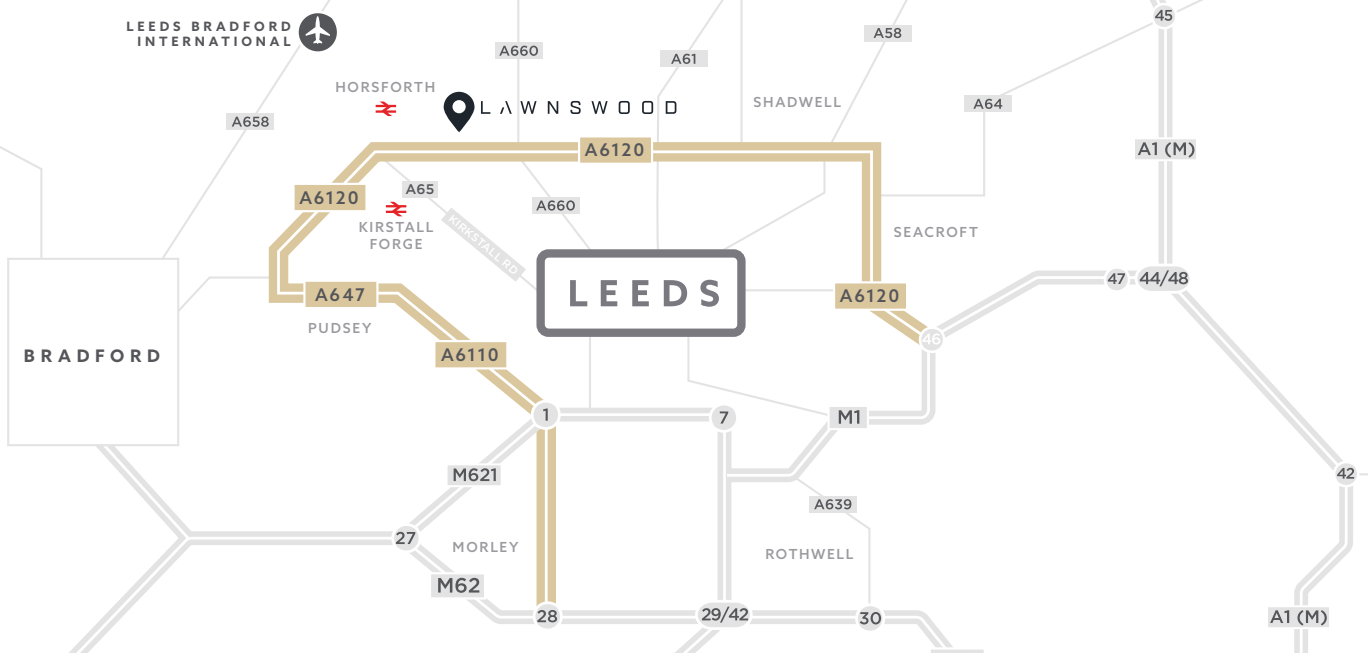 LEEDS BRADFORD
INTERNATIONAL
45
A58
A660
A61
HORSFORTH
A658
LAWNSWOOD
SHADWELL
A64
A1 (M)
A6120
A6120
A65
A660
KIRSTALL
FORGE
KIRKSTALL RD
SEACROFT
LEEDS
47
44/48
A647
A6120
PUDSEY
46
BRADFORD
A6110
1
7
M1
M621
42
A639
27
MORLEY
ROTHWELL
M62
28
29/42
30
A1 (M)